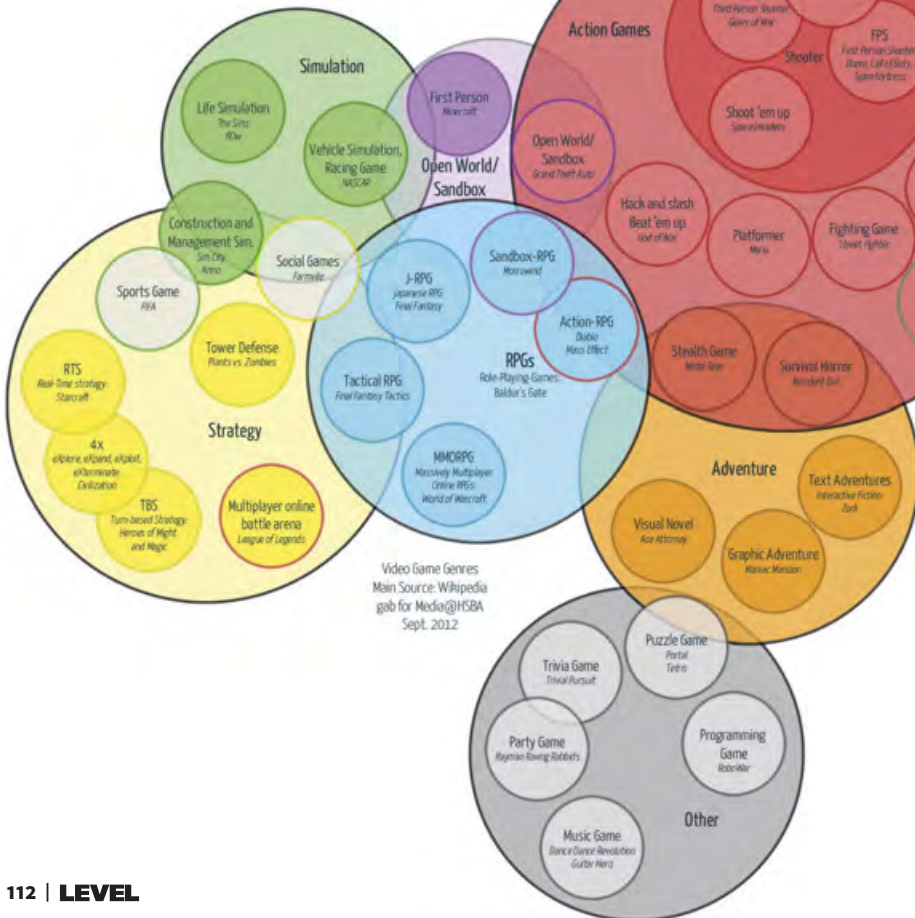 Third Person Shooter
Gears of War
Action Games
FPS
First Person Shooter
Doom, Call of Duty,
Team Fortress
Shooter
Simulation
First Person
Minecraft
Life Simulation
The Sims
Shoot 'em up
Space Invaders
Vehicle Simulation,
Racing Game
NASCAR
Open World/
Sandbox
Open World/
Sandbox
Grand Theft Auto
Hack and slash
Beat 'em up
God of War
Platformer
Mario
Fighting Game
Street Fighter
Construction and
Management Sim.
Sim City
Anno
Social Games
Farmville
Sandbox-RPG
Morrowind
J-RPG
Japanese RPG
Final Fantasy
Sports Game
FIFA
Action-RPG
Diablo
Mass Effect
Stealth Game
Metal Gear
Survival Horror
Resident Evil
Tower Defense
Plants vs. Zombies
RPGs
Role-Playing-Games
Baldur's Gate
RTS
Real-Time strategy
Starcraft
Tactical RPG
Final Fantasy Tactics
Strategy
4x
eXplore, eXpand, eXploit,
eXterminate
Civilization
MMORPG
Massively Multiplayer
Online RPGs
World of Warcraft
Adventure
Text Adventures
Interactive Fiction
Zork
TBS
Turn-based Strategy
Heroes of Might
and Magic
Multiplayer online
battle arena
League of Legends
Visual Novel
Ace Attorney
Graphic Adventure
Maniac Mansion
Video Game Genres
Main Source: Wikipedia
gab for Media@HSBA
Sept. 2012
Puzzle Game
Portal
Tetris
Trivia Game
Trivial Pursuit
Party Game
Rayman Raving Rabbids
Programming
Game
RoboWar
Other
Music Game
Dance Dance Revolution
Guitar Hero
112 | LEVEL